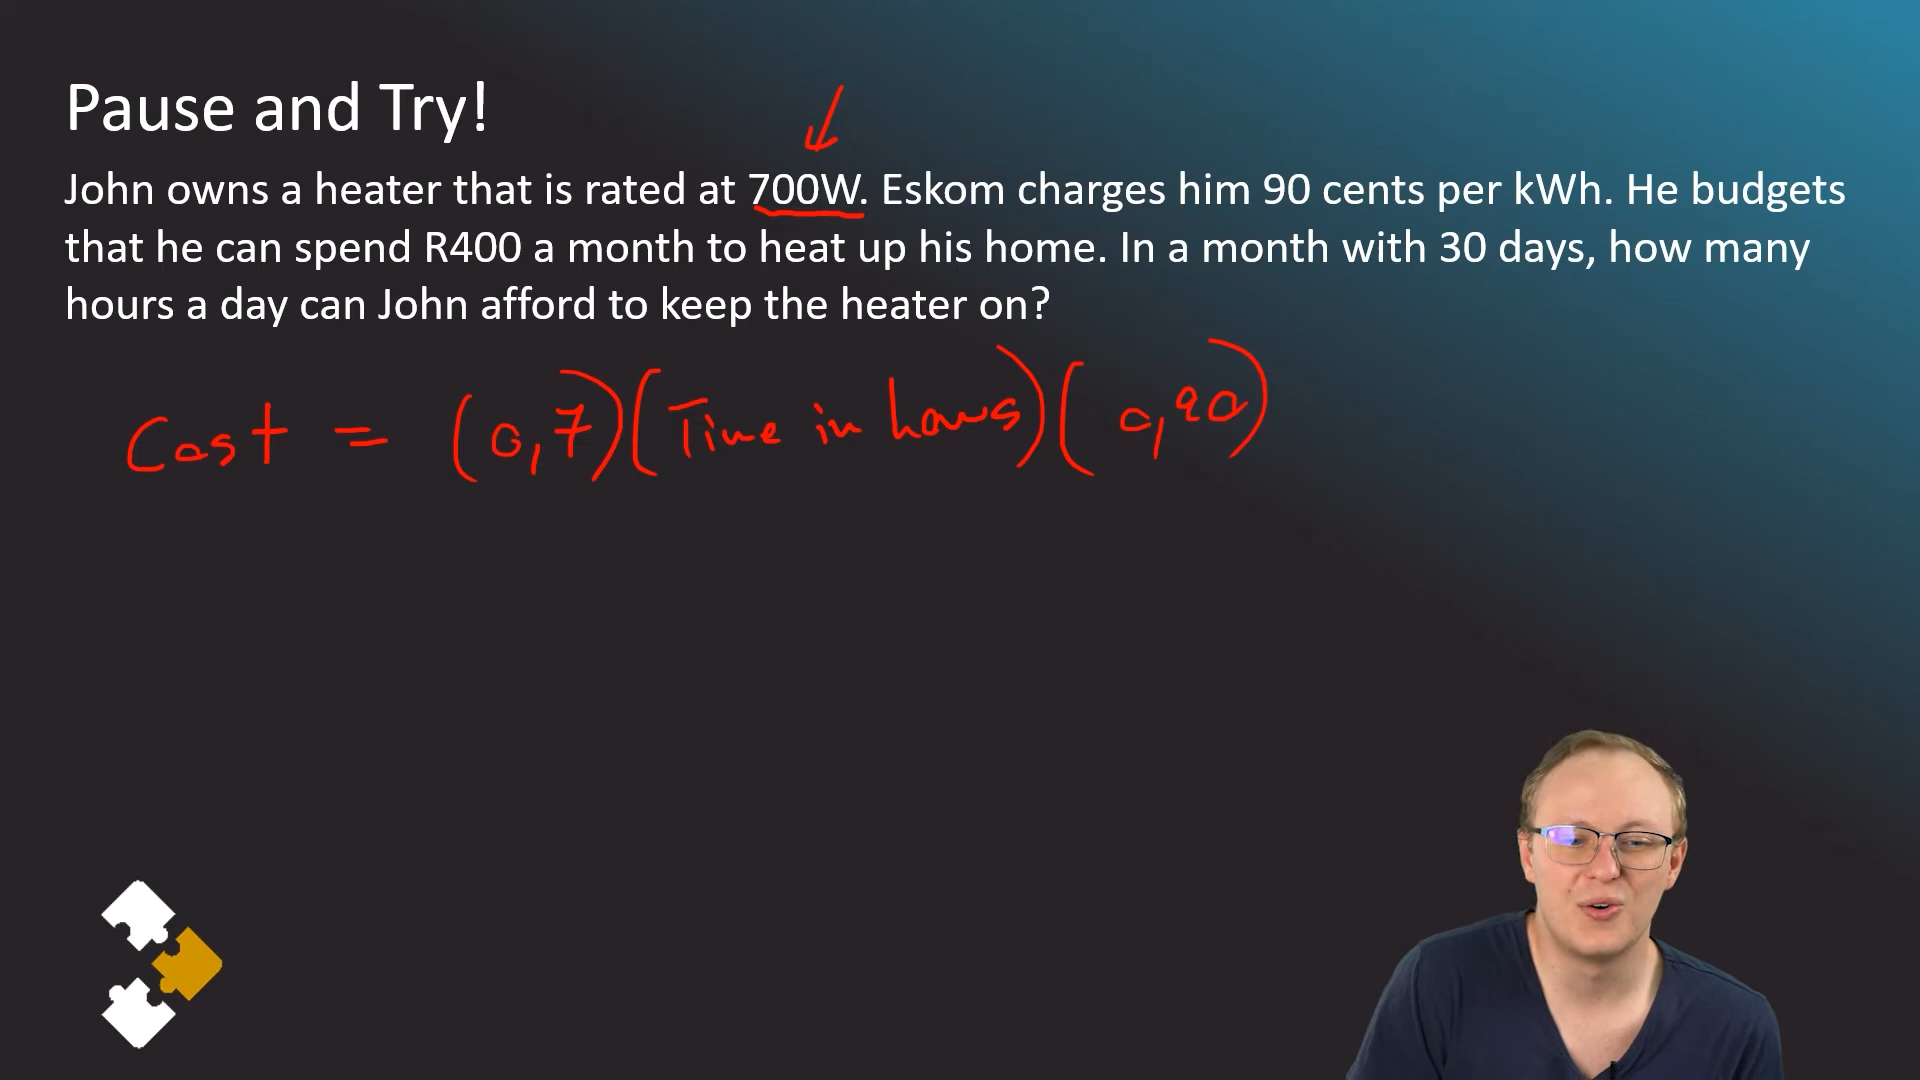 Pause and Try!
John owns a heater that is rated at 700W. Eskom charges him 90 cents per kWh. He budgets
that he can spend R400 a month to heat up his home. In a month with 30 days, how many
hours a day can John afford to keep the heater on?
Cost = (0,7)(Time in hours)(0,90)